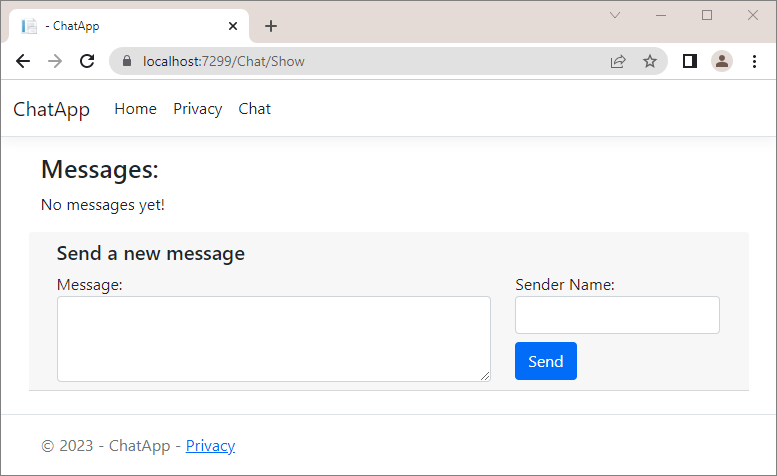 - ChatApp
localhost:7299/Chat/Show
ChatApp Home Privacy Chat
Messages:
No messages yet!
Send a new message
Message: Sender Name:
Send
© 2023 - ChatApp - Privacy